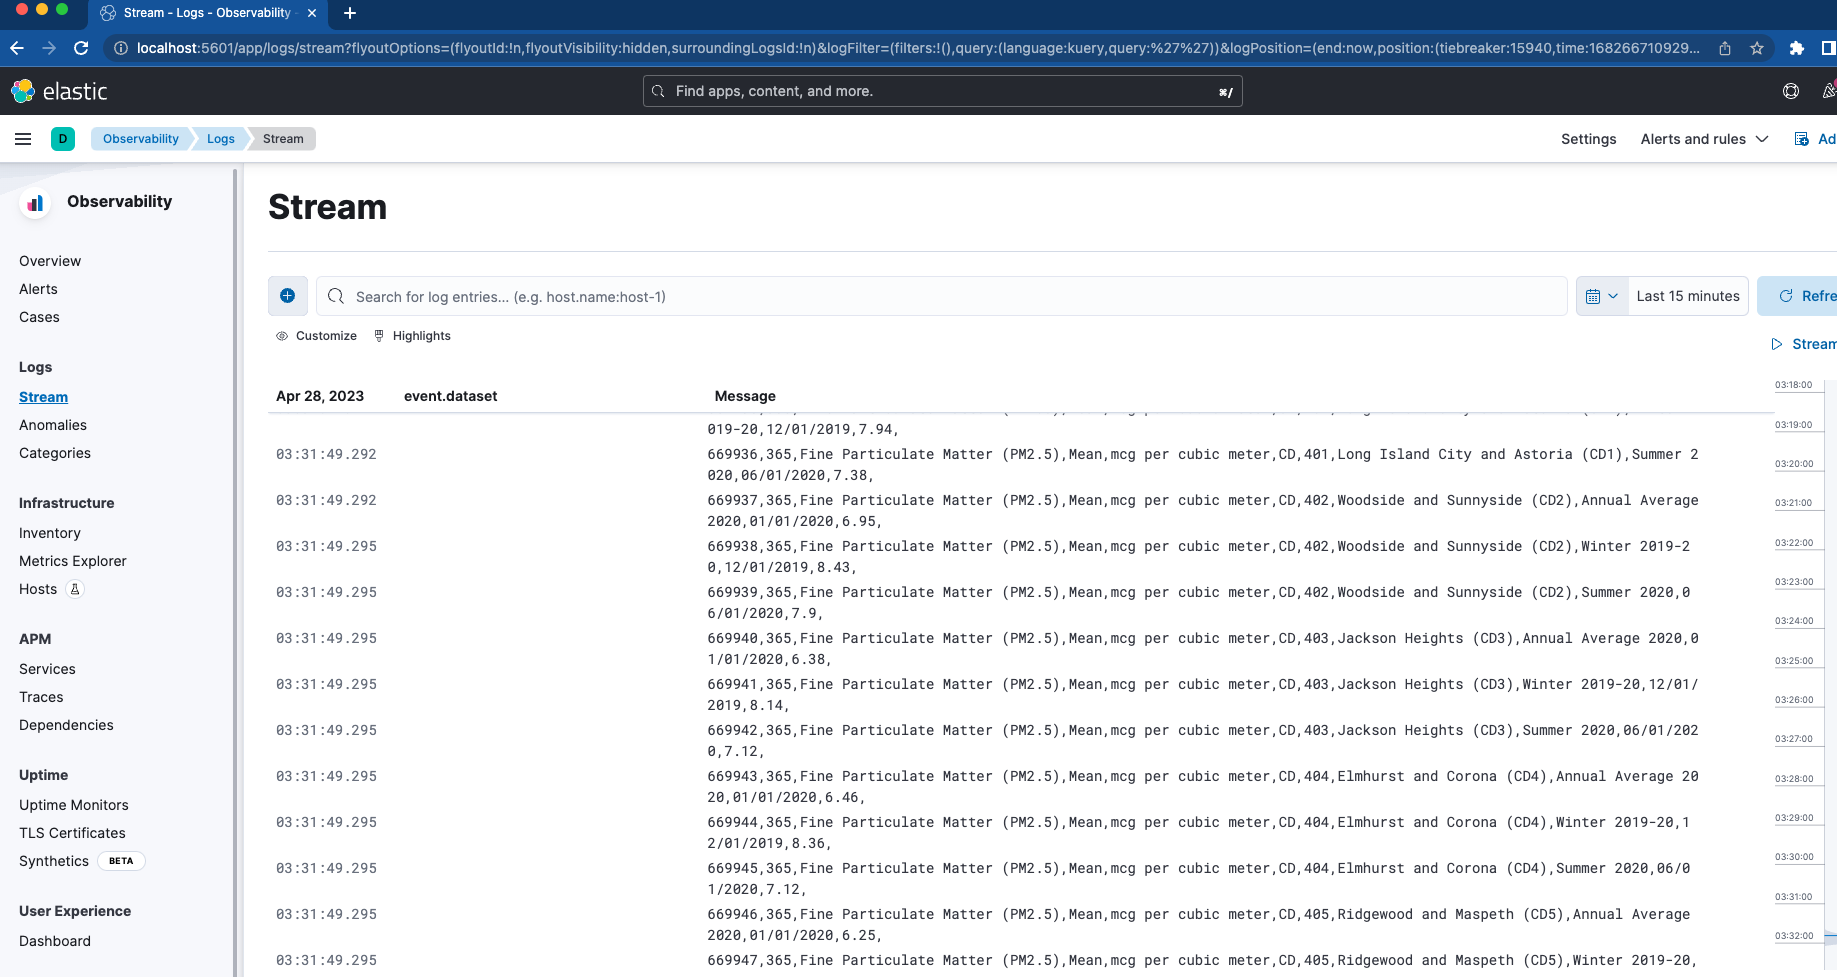 Stream - Logs - Observability -
localhost:5601/app/logs/stream?flyoutOptions=(flyoutId:!n,flyoutVisibility:hidden,surroundingLogsId:!n)&logFilter=(filters:!(),query:(language:kuery,query:%27%27))&logPosition=(end:now,position:(tiebreaker:15940,time:168266710929...
elastic
Find apps, content, and more.
⌘/
D
Observability
Logs
Stream
Settings
Alerts and rules
Ad
Observability
Overview
Alerts
Cases
Logs
Stream
Anomalies
Categories
Infrastructure
Inventory
Metrics Explorer
Hosts
APM
Services
Traces
Dependencies
Uptime
Uptime Monitors
TLS Certificates
Synthetics BETA
User Experience
Dashboard
Stream
Search for log entries... (e.g. host.name:host-1)
Last 15 minutes
Refre
Customize
Highlights
Stream
Apr 28, 2023 event.dataset Message
019-20,12/01/2019,7.94,
03:31:49.292 669936,365,Fine Particulate Matter (PM2.5),Mean,mcg per cubic meter,CD,401,Long Island City and Astoria (CD1),Summer 2
020,06/01/2020,7.38,
03:31:49.292 669937,365,Fine Particulate Matter (PM2.5),Mean,mcg per cubic meter,CD,402,Woodside and Sunnyside (CD2),Annual Average
2020,01/01/2020,6.95,
03:31:49.295 669938,365,Fine Particulate Matter (PM2.5),Mean,mcg per cubic meter,CD,402,Woodside and Sunnyside (CD2),Winter 2019-2
0,12/01/2019,8.43,
03:31:49.295 669939,365,Fine Particulate Matter (PM2.5),Mean,mcg per cubic meter,CD,402,Woodside and Sunnyside (CD2),Summer 2020,0
6/01/2020,7.9,
03:31:49.295 669940,365,Fine Particulate Matter (PM2.5),Mean,mcg per cubic meter,CD,403,Jackson Heights (CD3),Annual Average 2020,0
1/01/2020,6.38,
03:31:49.295 669941,365,Fine Particulate Matter (PM2.5),Mean,mcg per cubic meter,CD,403,Jackson Heights (CD3),Winter 2019-20,12/01/
2019,8.14,
03:31:49.295 669942,365,Fine Particulate Matter (PM2.5),Mean,mcg per cubic meter,CD,403,Jackson Heights (CD3),Summer 2020,06/01/202
0,7.12,
03:31:49.295 669943,365,Fine Particulate Matter (PM2.5),Mean,mcg per cubic meter,CD,404,Elmhurst and Corona (CD4),Annual Average 20
20,01/01/2020,6.46,
03:31:49.295 669944,365,Fine Particulate Matter (PM2.5),Mean,mcg per cubic meter,CD,404,Elmhurst and Corona (CD4),Winter 2019-20,1
2/01/2019,8.36,
03:31:49.295 669945,365,Fine Particulate Matter (PM2.5),Mean,mcg per cubic meter,CD,404,Elmhurst and Corona (CD4),Summer 2020,06/0
1/2020,7.12,
03:31:49.295 669946,365,Fine Particulate Matter (PM2.5),Mean,mcg per cubic meter,CD,405,Ridgewood and Maspeth (CD5),Annual Average
2020,01/01/2020,6.25,
03:31:49.295 669947,365,Fine Particulate Matter (PM2.5),Mean,mcg per cubic meter,CD,405,Ridgewood and Maspeth (CD5),Winter 2019-20,
03:18:00
03:19:00
03:20:00
03:21:00
03:22:00
03:23:00
03:24:00
03:25:00
03:26:00
03:27:00
03:28:00
03:29:00
03:30:00
03:31:00
03:32:00